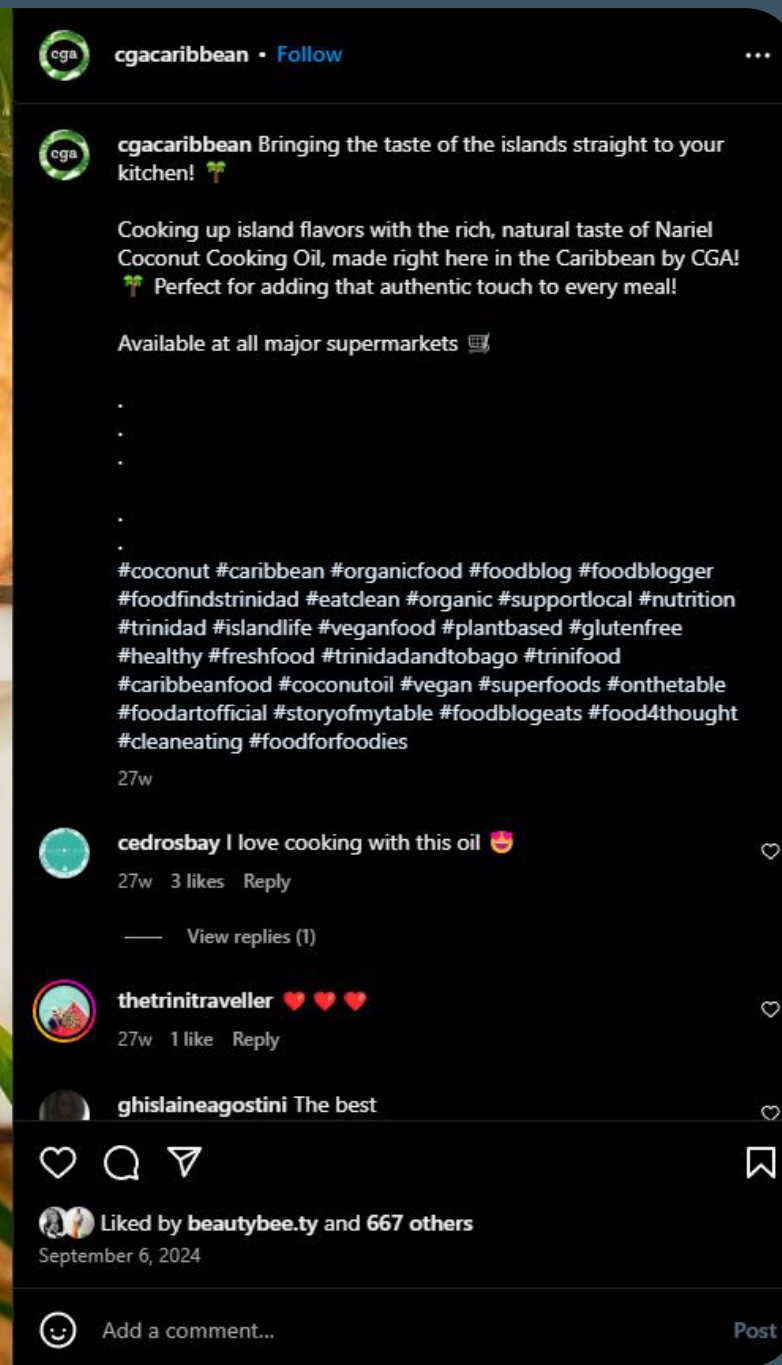 cga
cgacaribbean • Follow
cga
cgacaribbean Bringing the taste of the islands straight to your
kitchen! 🌴
Cooking up island flavors with the rich, natural taste of Nariel
Coconut Cooking Oil, made right here in the Caribbean by CGA!
🌴 Perfect for adding that authentic touch to every meal!
Available at all major supermarkets 🛒
.
.
.
.
.
#coconut #caribbean #organicfood #foodblog #foodblogger
#foodfindstrinidad #eatclean #organic #supportlocal #nutrition
#trinidad #islandlife #veganfood #plantbased #glutenfree
#healthy #freshfood #trinidadandtobago #trinifood
#caribbeanfood #coconutoil #vegan #superfoods #onthetable
#foodartofficial #storyofmytable #foodblogeats #food4thought
#cleaneating #foodforfoodies
27w
cedrosbay I love cooking with this oil 😍
27w 3 likes Reply
View replies (1)
thetrinitraveller ❤️ ❤️ ❤️
27w 1 like Reply
ghislaineagostini The best
Liked by beautybee.ty and 667 others
September 6, 2024
Add a comment...
Post